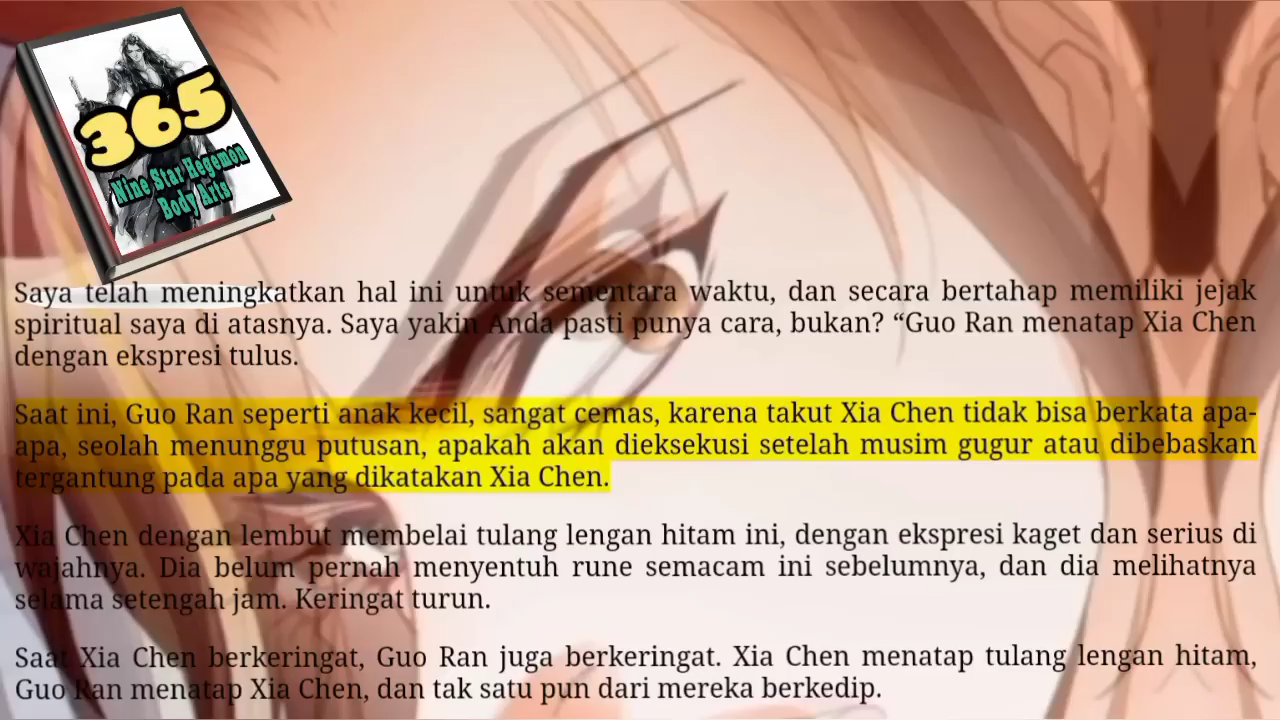 365
Nine Star Hegemon
Body Arts
Saya telah meningkatkan hal ini untuk sementara waktu, dan secara bertahap memiliki jejak
spiritual saya di atasnya. Saya yakin Anda pasti punya cara, bukan? “Guo Ran menatap Xia Chen
dengan ekspresi tulus.
Saat ini, Guo Ran seperti anak kecil, sangat cemas, karena takut Xia Chen tidak bisa berkata apa-
apa, seolah menunggu putusan, apakah akan dieksekusi setelah musim gugur atau dibebaskan
tergantung pada apa yang dikatakan Xia Chen.
Xia Chen dengan lembut membelai tulang lengan hitam ini, dengan ekspresi kaget dan serius di
wajahnya. Dia belum pernah menyentuh rune semacam ini sebelumnya, dan dia melihatnya
selama setengah jam. Keringat turun.
Saat Xia Chen berkeringat, Guo Ran juga berkeringat. Xia Chen menatap tulang lengan hitam,
Guo Ran menatap Xia Chen, dan tak satu pun dari mereka berkedip.